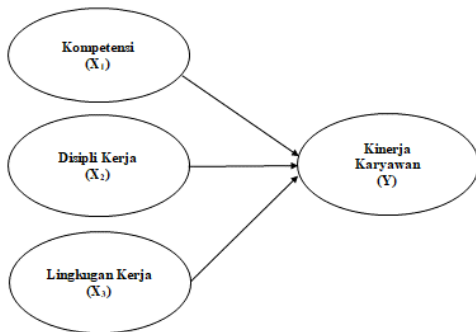 Kompetensi
(X₁)
Disipli Kerja
(X₂)
Kinerja
Karyawan
(Y)
Lingkugan Kerja
(X₃)